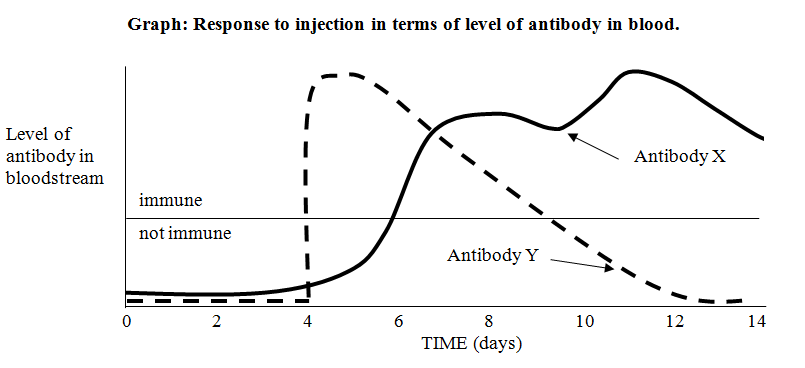 Graph: Response to injection in terms of level of antibody in blood.
Level of
antibody in
bloodstream
Antibody X
immune
not immune
Antibody Y
0 2 4 6 8 10 12 14
TIME (days)